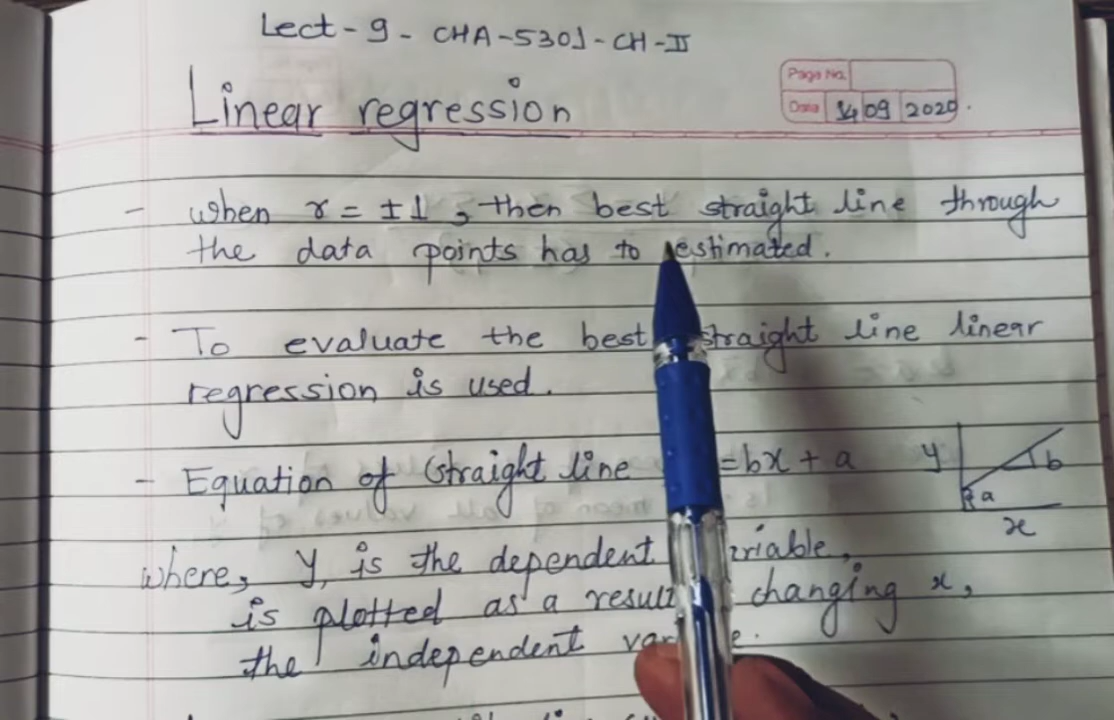 Lect - 9 - CHA-5301-CH-II
Linear regression
Page No.
Date 14 09 2020.
- when r = ±1, then best straight line through
the data points has to estimated.
- To evaluate the best straight line linear
regression is used.
- Equation of straight line =bx + a
y b
a
x
where, y, is the dependent
is plotted as a changing x,
the independent